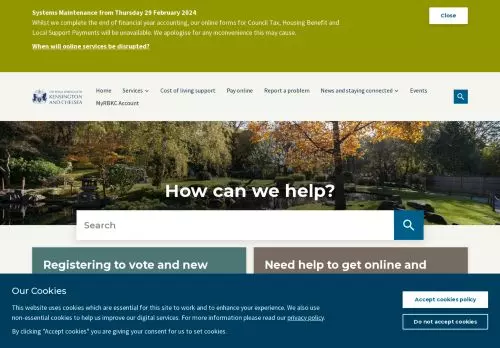 Systems Maintenance from Thursday 29 February 2024
Whilst we complete the end of financial year accounting, our online forms for Council Tax, Housing Benefit and
Local Support Payments will be unavailable. We apologise for any inconvenience this may cause.
When will online services be disrupted?
Close
THE ROYAL BOROUGH OF
KENSINGTON
AND CHELSEA
Home
Services
Cost of living support
Pay online
Report a problem
News and staying connected
Events
MyRBKC Account
How can we help?
Search
Registering to vote and new
Need help to get online and
Our Cookies
This website uses cookies which are essential for this site to work and to enhance your experience. We also use
non-essential cookies to help us improve our digital services. For more information please read our privacy policy.
By clicking "Accept cookies" you are giving your consent for us to set cookies.
Accept cookies policy
Do not accept cookies